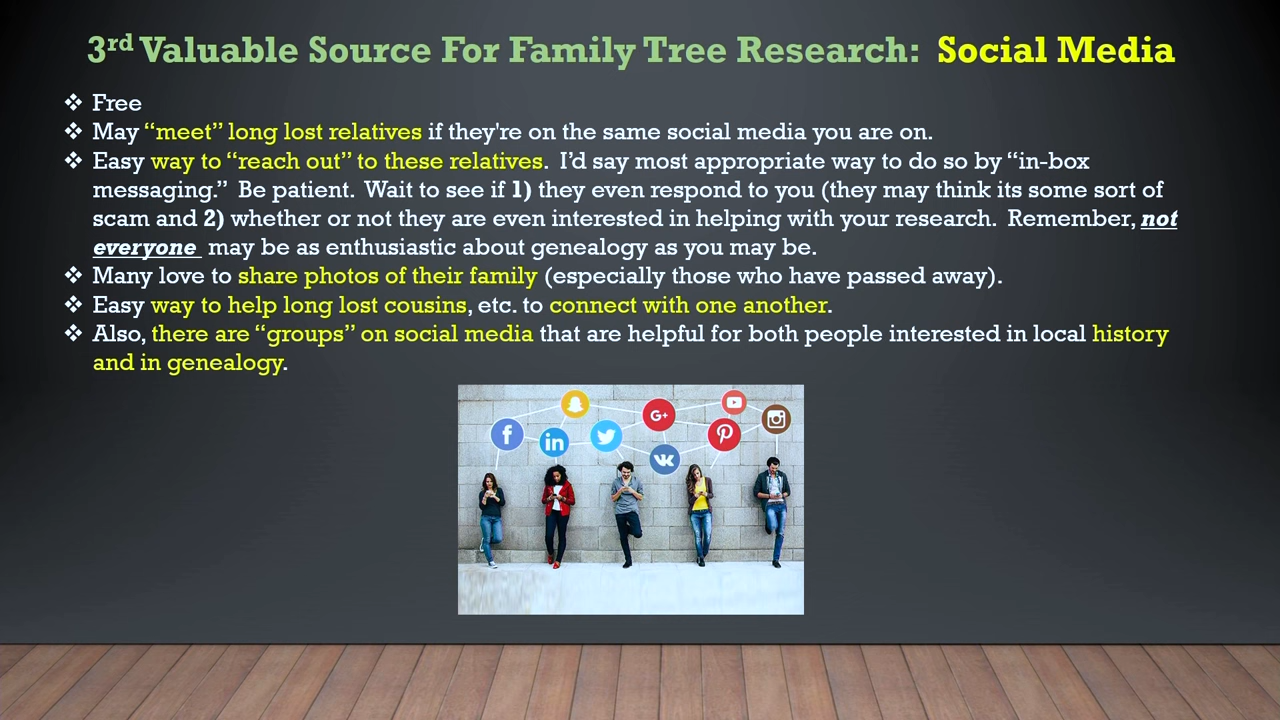 3rd Valuable Source For Family Tree Research: Social Media
❖ Free
❖ May “meet” long lost relatives if they're on the same social media you are on.
❖ Easy way to “reach out” to these relatives. I’d say most appropriate way to do so by “in-box
messaging.” Be patient. Wait to see if 1) they even respond to you (they may think its some sort of
scam and 2) whether or not they are even interested in helping with your research. Remember, not
everyone may be as enthusiastic about genealogy as you may be.
❖ Many love to share photos of their family (especially those who have passed away).
❖ Easy way to help long lost cousins, etc. to connect with one another.
❖ Also, there are “groups” on social media that are helpful for both people interested in local history
and in genealogy.
G+
f
in